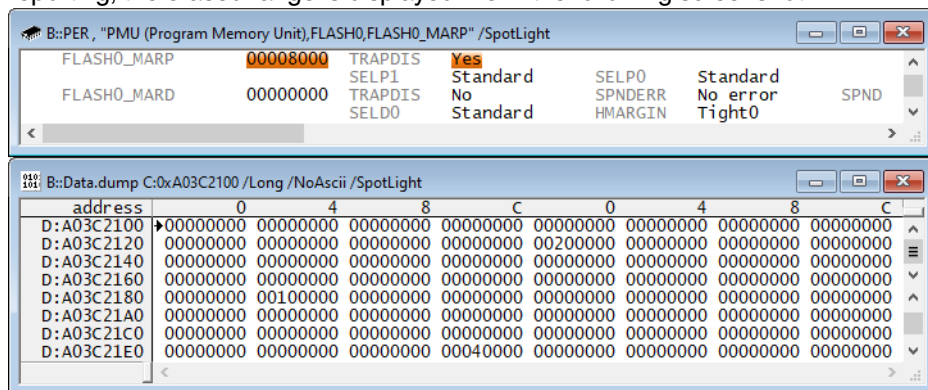 B::PER , "PMU (Program Memory Unit),FLASH0,FLASH0_MARP" /SpotLight
FLASH0_MARP 00008000 TRAPDIS Yes
SELP1 Standard SELP0 Standard
FLASH0_MARD 00000000 TRAPDIS No SPNDERR No error SPND
SELD0 Standard HMARGIN Tight0
B::Data.dump C:0xA03C2100 /Long /NoAscii /SpotLight
address 0 4 8 C 0 4 8 C
D:A03C2100 00000000 00000000 00000000 00000000 00000000 00000000 00000000 00000000
D:A03C2120 00000000 00000000 00000000 00000000 00200000 00000000 00000000 00000000
D:A03C2140 00000000 00000000 00000000 00000000 00000000 00000000 00000000 00000000
D:A03C2160 00000000 00000000 00000000 00000000 00000000 00000000 00000000 00000000
D:A03C2180 00000000 00100000 00000000 00000000 00000000 00000000 00000000 00000000
D:A03C21A0 00000000 00000000 00000000 00000000 00000000 00000000 00000000 00000000
D:A03C21C0 00000000 00000000 00000000 00000000 00000000 00000000 00000000 00000000
D:A03C21E0 00000000 00000000 00000000 00040000 00000000 00000000 00000000 00000000